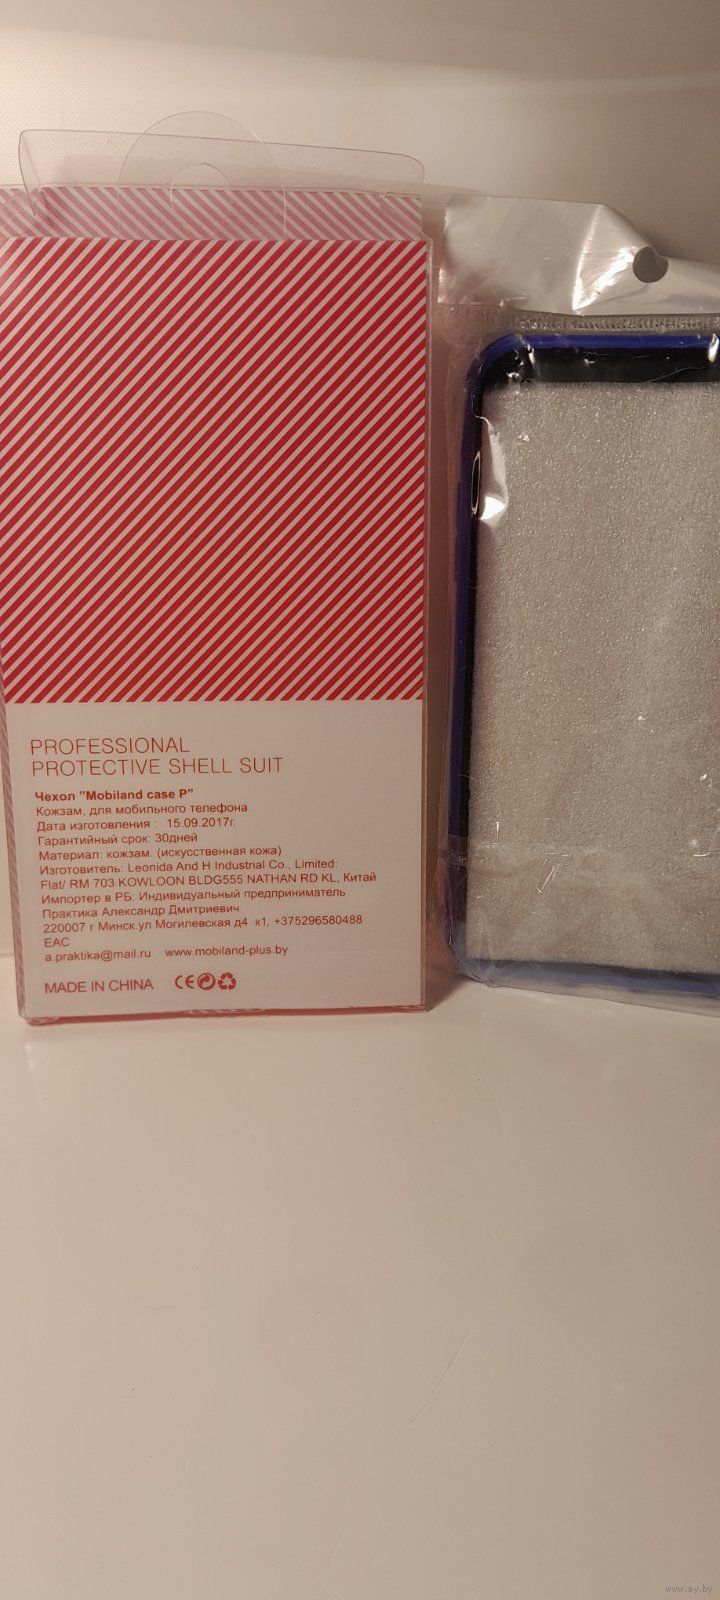 PROFESSIONAL
PROTECTIVE SHELL SUIT
Чехол "Mobiland case P"
Кожзам, для мобильного телефона
Дата изготовления : 15.09.2017г.
Гарантийный срок: 30дней
Материал: кожзам. (искусственная кожа)
Изготовитель: Leonida And H Industrial Co., Limited:
Flat/ RM 703 KOWLOON BLDG555 NATHAN RD KL, Китай
Импортер в РБ: Индивидуальный предприниматель
Практика Александр Дмитриевич
220007 г Минск ул Могилевская д4 к1, +375296580488
EAC
a.praktika@mail.ru www.mobiland-plus.by
MADE IN CHINA CE
www.ay.by